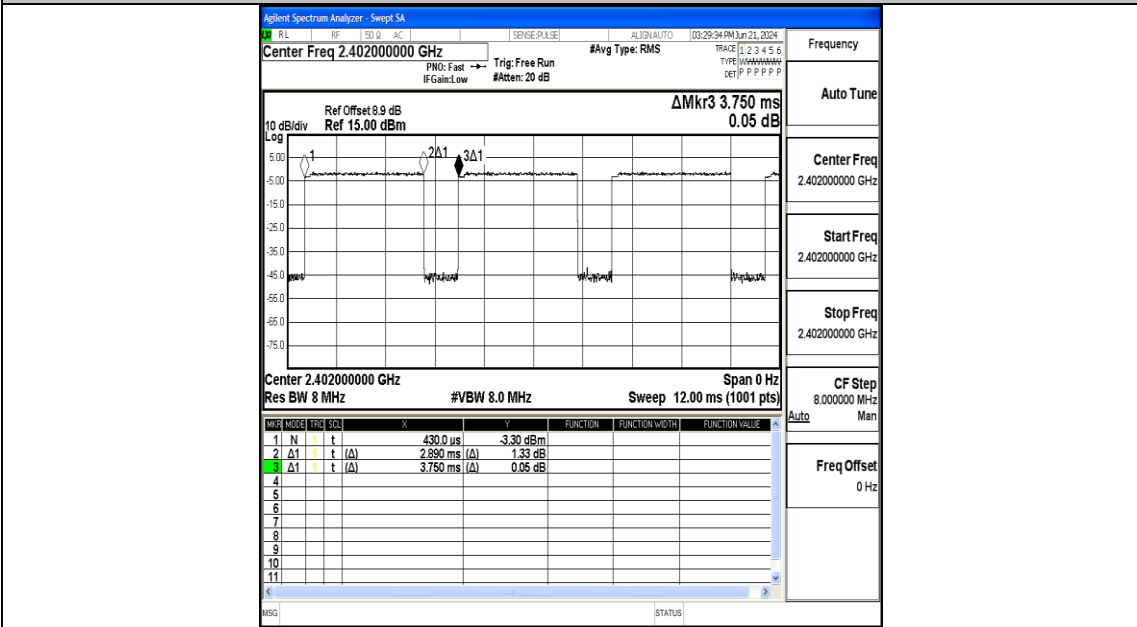 Agilent Spectrum Analyzer - Swept SA
RL RF 50 Ω AC SENSE:PULSE ALIGN AUTO 03:29:34 PM Jun 21, 2024
Center Freq 2.402000000 GHz #Avg Type: RMS TRACE 1 2 3 4 5 6
PNO: Fast Trig: Free Run TYPE
IFGain:Low #Atten: 20 dB DET P P P P P P
Frequency
Auto Tune
Center Freq
2.402000000 GHz
Start Freq
2.402000000 GHz
Stop Freq
2.402000000 GHz
CF Step
8.000000 MHz
Auto Man
Freq Offset
0 Hz
ΔMkr3 3.750 ms
0.05 dB
Ref Offset 8.9 dB
10 dB/div Ref 15.00 dBm
Log
1 2Δ1 3Δ1
5.00
-5.00
-15.0
-25.0
-35.0
-45.0
-55.0
-65.0
-75.0
Center 2.402000000 GHz Span 0 Hz
Res BW 8 MHz #VBW 8.0 MHz Sweep 12.00 ms (1001 pts)
MKR MODE TRC SCL X Y FUNCTION FUNCTION WIDTH FUNCTION VALUE
1 N 1 t 430.0 µs -3.30 dBm
2 Δ1 1 t (Δ) 2.890 ms (Δ) 1.33 dB
3 Δ1 1 t (Δ) 3.750 ms (Δ) 0.05 dB
4
5
6
7
8
9
10
11
MSG STATUS